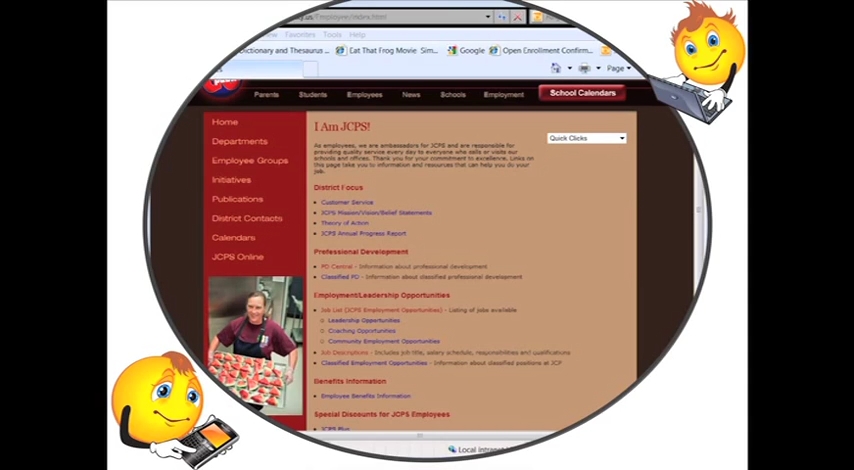 Favorites Tools Help
Dictionary and Thesaurus ... Eat That Frog Movie Sim... Google Open Enrollment Confirm...
Page
Parents Students Employees News Schools Employment School Calendars
Home
Departments
Employee Groups
Initiatives
Publications
District Contacts
Calendars
JCPS Online
I Am JCPS!
Quick Clicks
As employees, we are ambassadors for JCPS and are responsible for
providing quality service every day to everyone who calls or visits our
schools and offices. Thank you for your commitment to excellence. Links on
this page take you to information and resources that can help you do your
job.
District Focus
Customer Service
JCPS Mission/Vision/Belief Statements
Theory of Action
JCPS Annual Progress Report
Professional Development
PD Central - Information about professional development
Classified PD - Information about classified professional development
Employment/Leadership Opportunities
Job List (JCPS Employment Opportunities) - Listing of jobs available
Leadership Opportunities
Coaching Opportunities
Community Employment Opportunities
Job Descriptions - Includes job title, salary schedule, responsibilities and qualifications
Classified Employment Opportunities - Information about classified positions at JCP
Benefits Information
Employee Benefits Information
Special Discounts for JCPS Employees
Local intranet